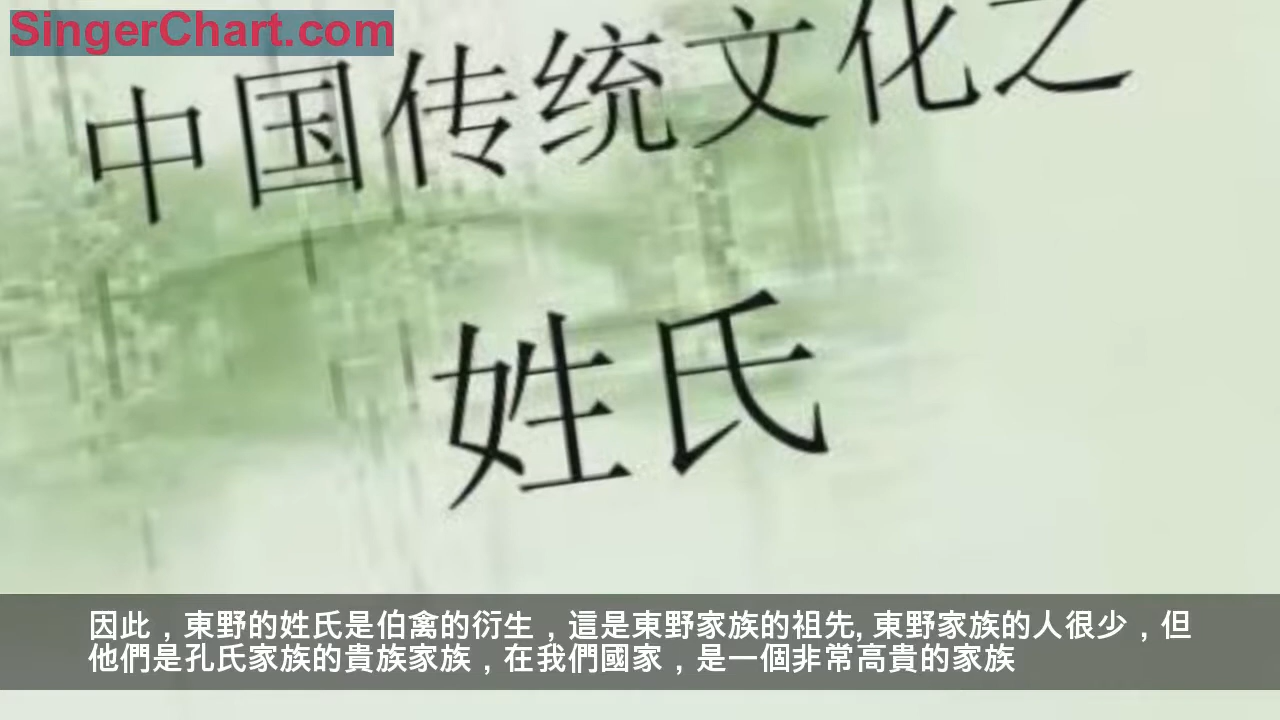 SingerChart.com
中国传统文化之
姓氏
因此，東野的姓氏是伯禽的衍生，這是東野家族的祖先, 東野家族的人很少，但
他們是孔氏家族的貴族家族，在我們國家，是一個非常高貴的家族